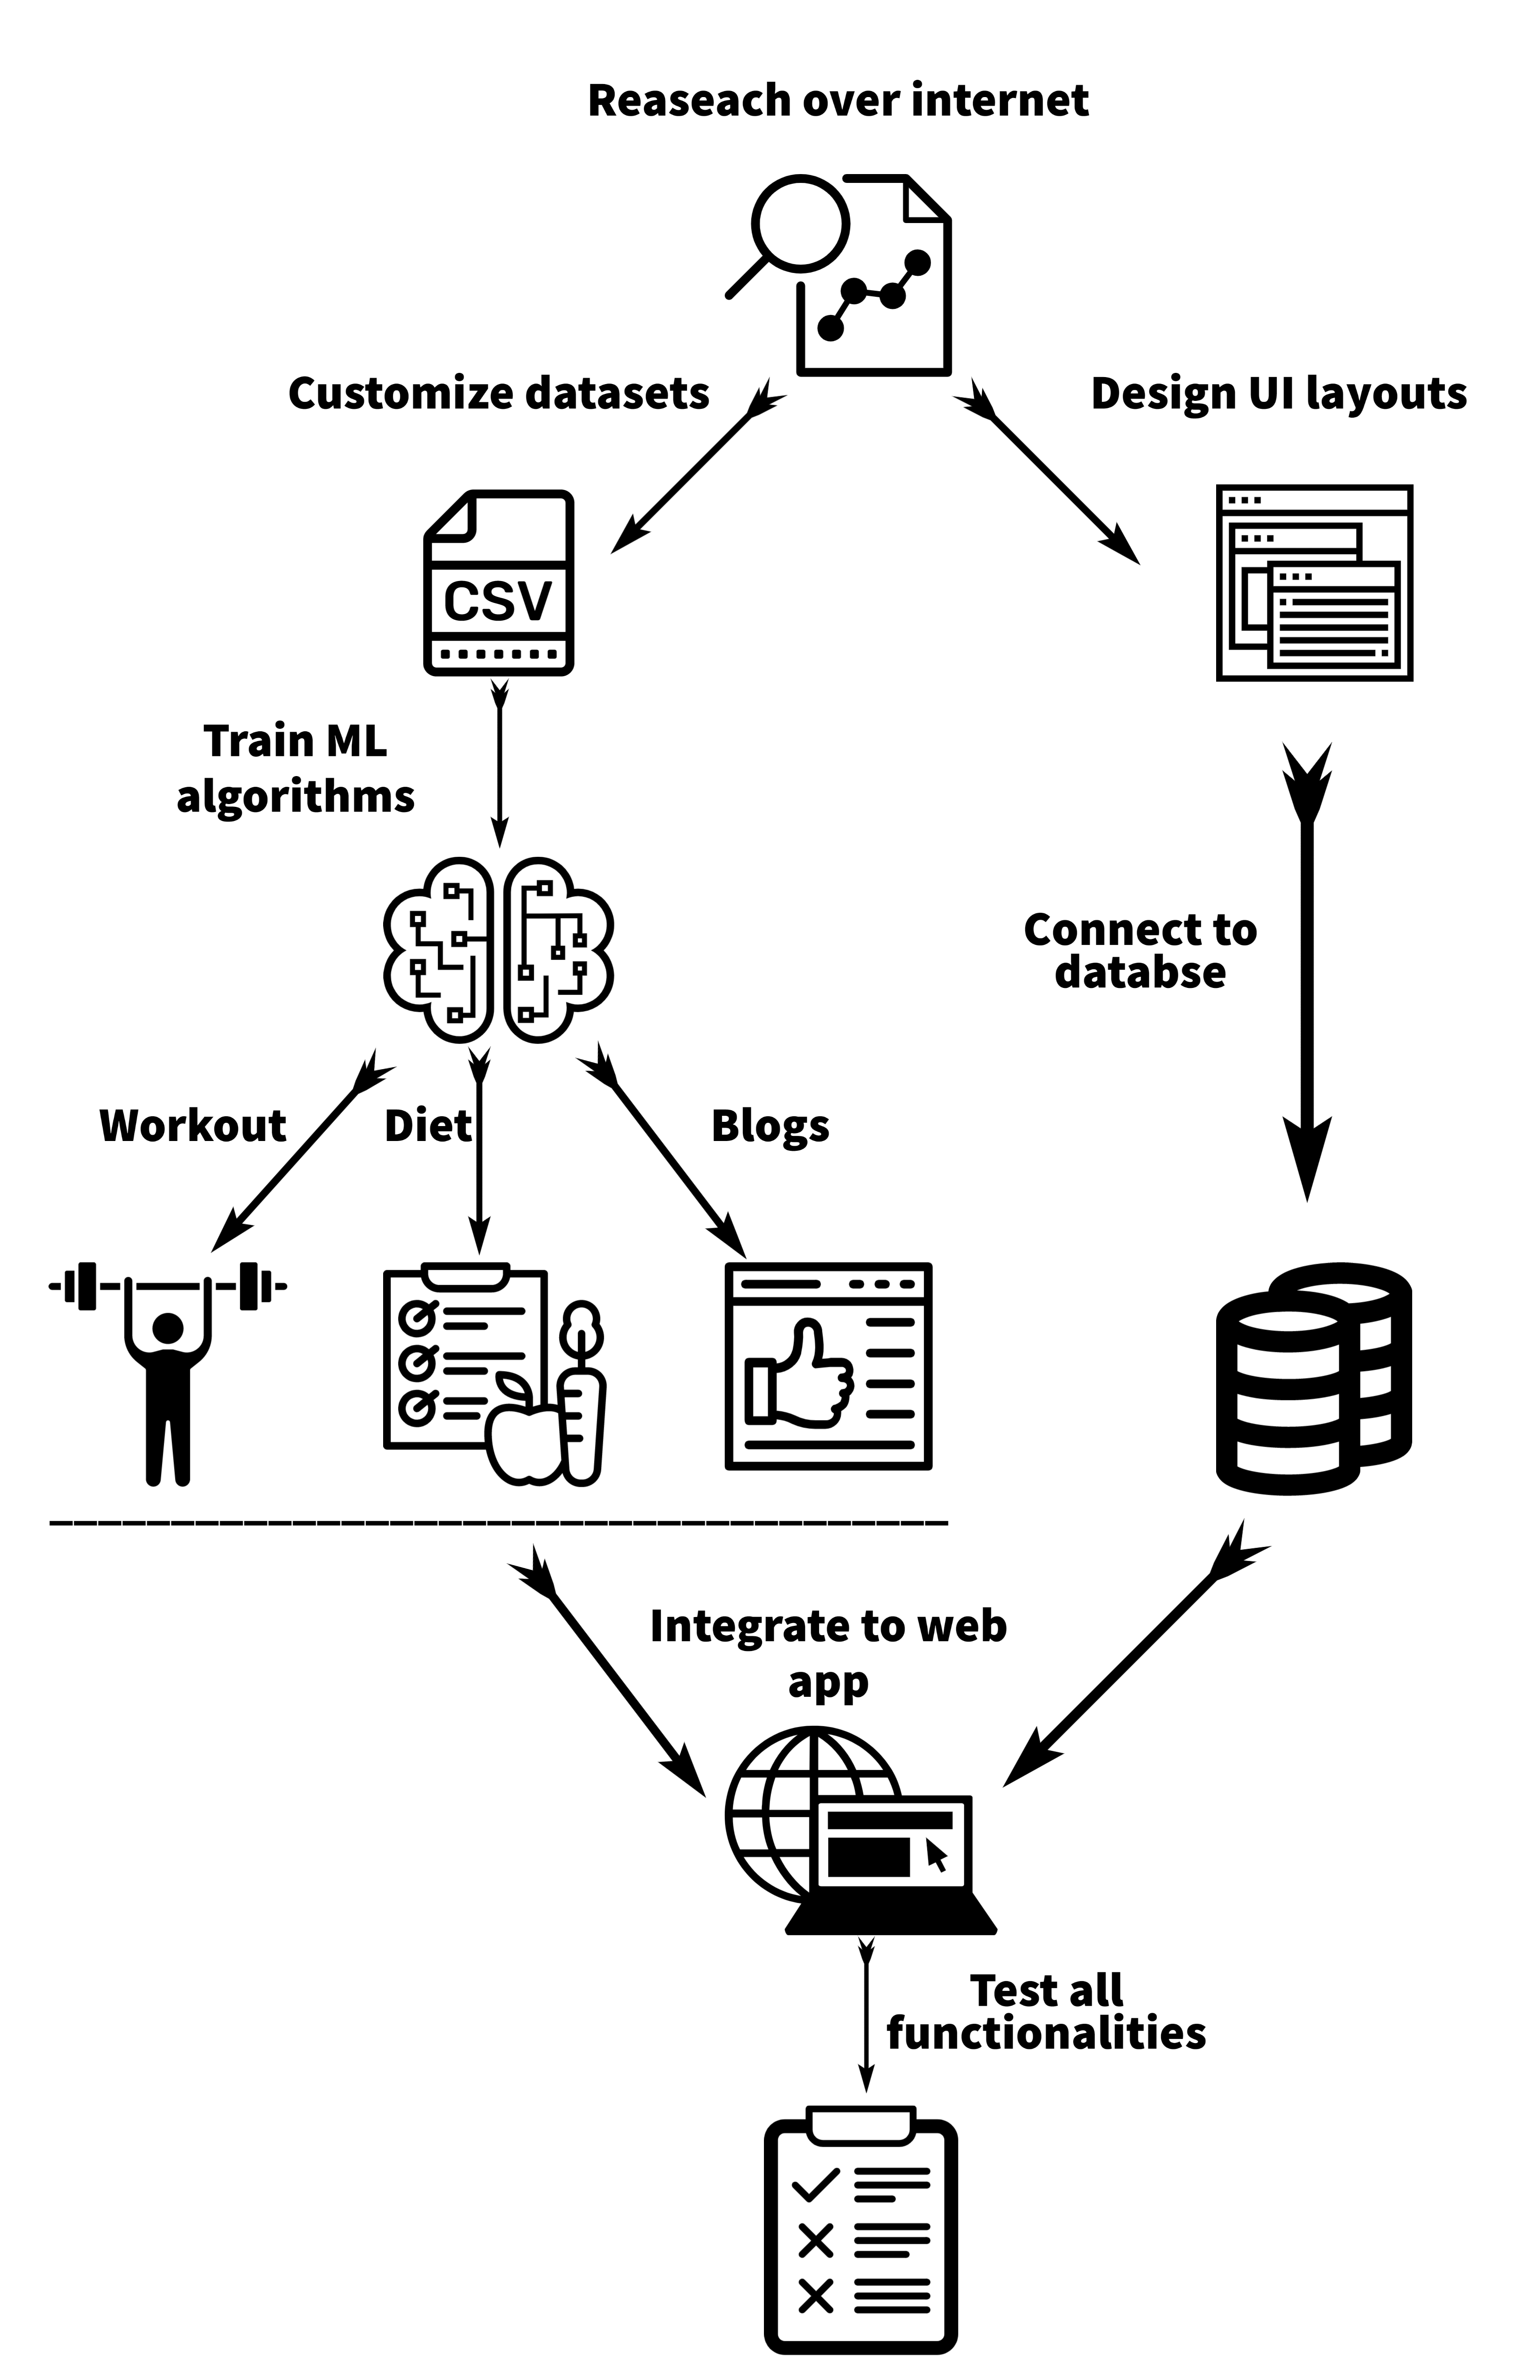 Reaseach over internet
Customize datasets
Design UI layouts
CSV
Train ML
algorithms
Connect to
databse
Workout
Diet
Blogs
Integrate to web
app
Test all
functionalities